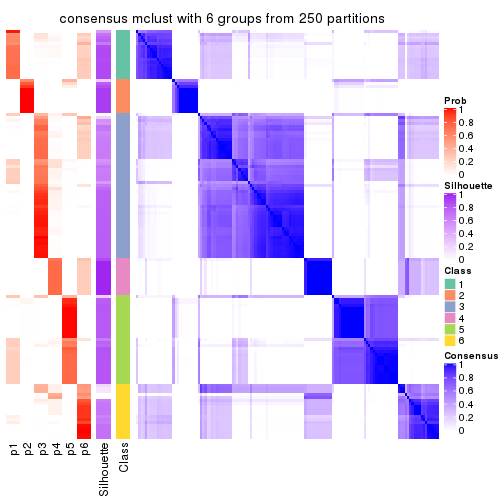 consensus mclust with 6 groups from 250 partitions
Prob
1
0.8
0.6
0.4
0.2
0
Silhouette
1
0.8
0.6
0.4
0.2
0
Class
1
2
3
4
5
6
Consensus
1
0.8
0.6
0.4
0.2
0
p1
p2
p3
p4
p5
p6
Silhouette
Class